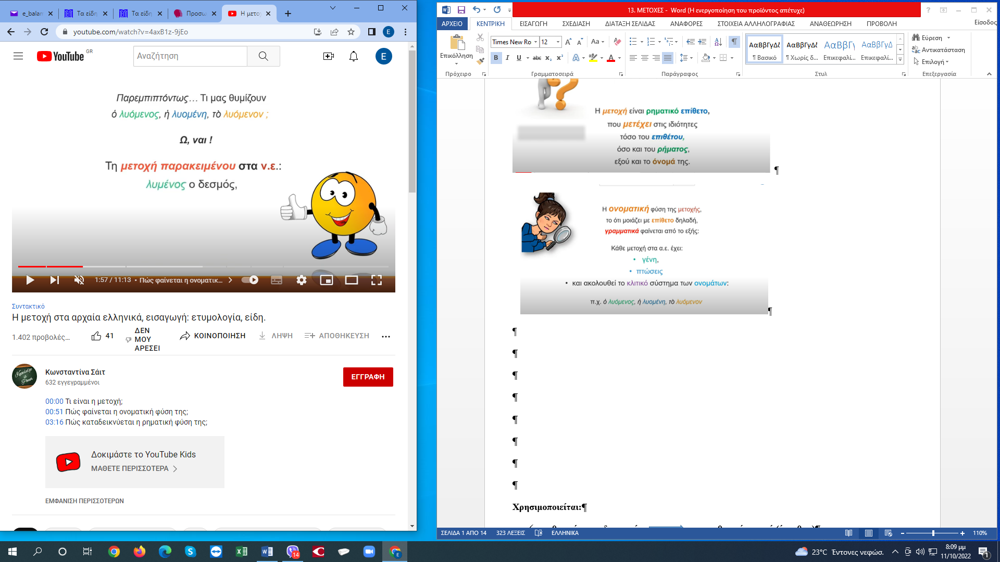 e_balan
Τα είδη
Τα είδη
Προσω
Η μετοχ
youtube.com/watch?v=4axB1z-9jEo
E
YouTube GR
Αναζήτηση
E
Παρεμπιπτόντως… Τι μας θυμίζουν
ὁ λυόμενος, ἡ λυομένη, τὸ λυόμενον ;
Ω, ναι !
Τη μετοχή παρακειμένου στα ν.ε.:
λυμένος ο δεσμός,
1:57 / 11:13 • Πώς φαίνεται η ονοματικ...
Συντακτικό
Η μετοχή στα αρχαία ελληνικά, εισαγωγή: ετυμολογία, είδη.
1.402 προβολές...
41
ΔΕΝ ΜΟΥ ΑΡΕΣΕΙ
ΚΟΙΝΟΠΟΙΗΣΗ
ΛΗΨΗ
ΑΠΟΘΗΚΕΥΣΗ
Knowledge is Power
Κωνσταντίνα Σάιτ
632 εγγεγραμμένοι
ΕΓΓΡΑΦΗ
00:00 Τι είναι η μετοχή;
00:51 Πώς φαίνεται η ονοματική φύση της;
03:16 Πώς καταδεικνύεται η ρηματική φύση της;
Δοκιμάστε το YouTube Kids
ΜΑΘΕΤΕ ΠΕΡΙΣΣΟΤΕΡΑ
ΕΜΦΑΝΙΣΗ ΠΕΡΙΣΣΟΤΕΡΩΝ
13. ΜΕΤΟΧΕΣ - Word (Η ενεργοποίηση του προϊόντος απέτυχε)
ΑΡΧΕΙΟ ΚΕΝΤΡΙΚΗ ΕΙΣΑΓΩΓΗ ΣΧΕΔΙΑΣΗ ΔΙΑΤΑΞΗ ΣΕΛΙΔΑΣ ΑΝΑΦΟΡΕΣ ΣΤΟΙΧΕΙΑ ΑΛΛΗΛΟΓΡΑΦΙΑΣ ΑΝΑΘΕΩΡΗΣΗ ΠΡΟΒΟΛΗ Είσοδος
Επικόλληση
Times New Ro 12
Πρόχειρο
Γραμματοσειρά
Παράγραφος
ΑαΒβΓγΔδ ΑαΒβΓγΔδ ΑαΒβΓγ ΑαΒβΓγΔ
¶ Βασικό ¶ Χωρίς δ... Επικεφαλί... Επικεφαλί...
Στυλ
Εύρεση
Αντικατάσταση
Επιλογή
Επεξεργασία
Η μετοχή είναι ρηματικό επίθετο,
που μετέχει στις ιδιότητες
τόσο του επιθέτου,
όσο και του ρήματος,
εξού και το όνομά της.
¶
Η ονοματική φύση της μετοχής,
το ότι μοιάζει με επίθετο δηλαδή,
γραμματικά φαίνεται από το εξής:
Κάθε μετοχή στα α.ε. έχει:
• γένη,
• πτώσεις
• και ακολουθεί το κλιτικό σύστημα των ονομάτων:
π.χ. ὁ λυόμενος, ἡ λυομένη, τὸ λυόμενον
¶
¶
¶
¶
¶
¶
¶
¶
¶
Χρησιμοποιείται:¶
ΣΕΛΙΔΑ 1 ΑΠΟ 14 323 ΛΕΞΕΙΣ ΕΛΛΗΝΙΚΑ
110%
14
23°C Έντονες νεφώσ.
8:09 μμ
11/10/2022
1